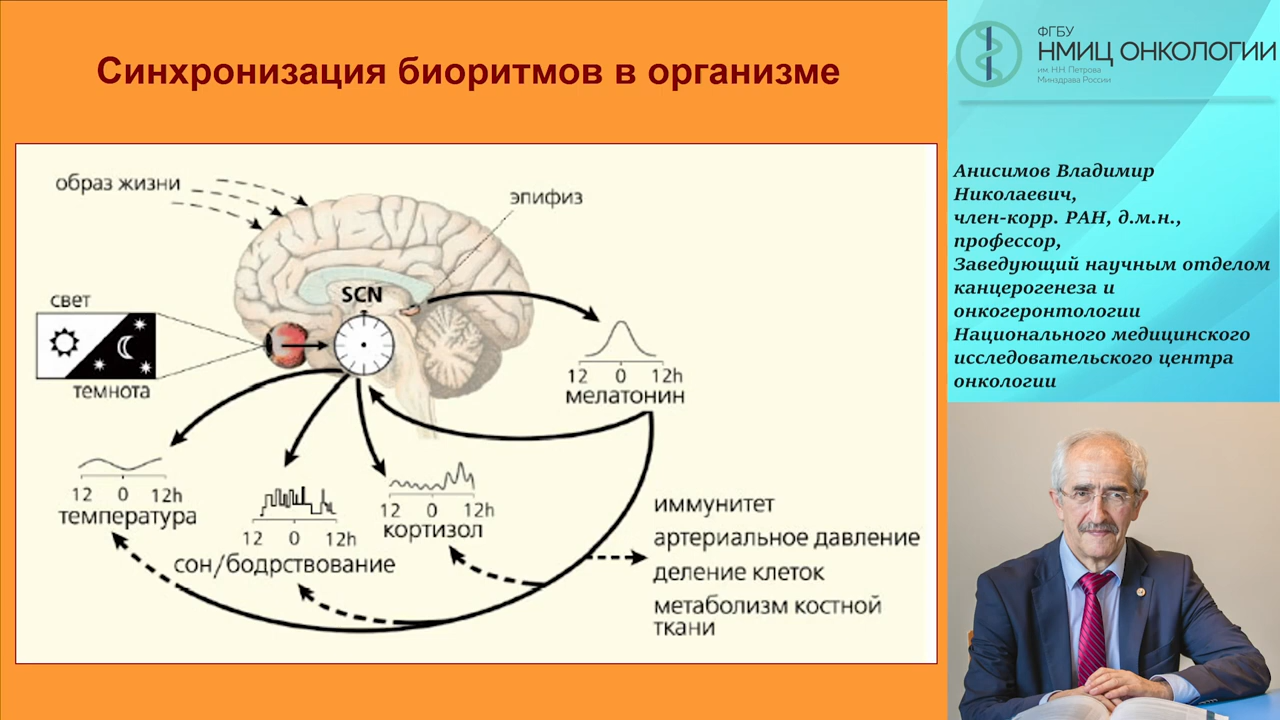 Синхронизация биоритмов в организме
образ жизни
эпифиз
SCN
свет
темнота
12 0 12h
мелатонин
12 0 12h
температура
12 0 12h
сон/бодрствование
12 0 12h
кортизол
иммунитет
артериальное давление
деление клеток
метаболизм костной
ткани
ФГБУ
НМИЦ ОНКОЛОГИИ
им. Н.Н. Петрова
Минздрава России
Анисимов Владимир
Николаевич,
член-корр. РАН, д.м.н.,
профессор,
Заведующий научным отделом
канцерогенеза и
онкогеронтологии
Национального медицинского
исследовательского центра
онкологии